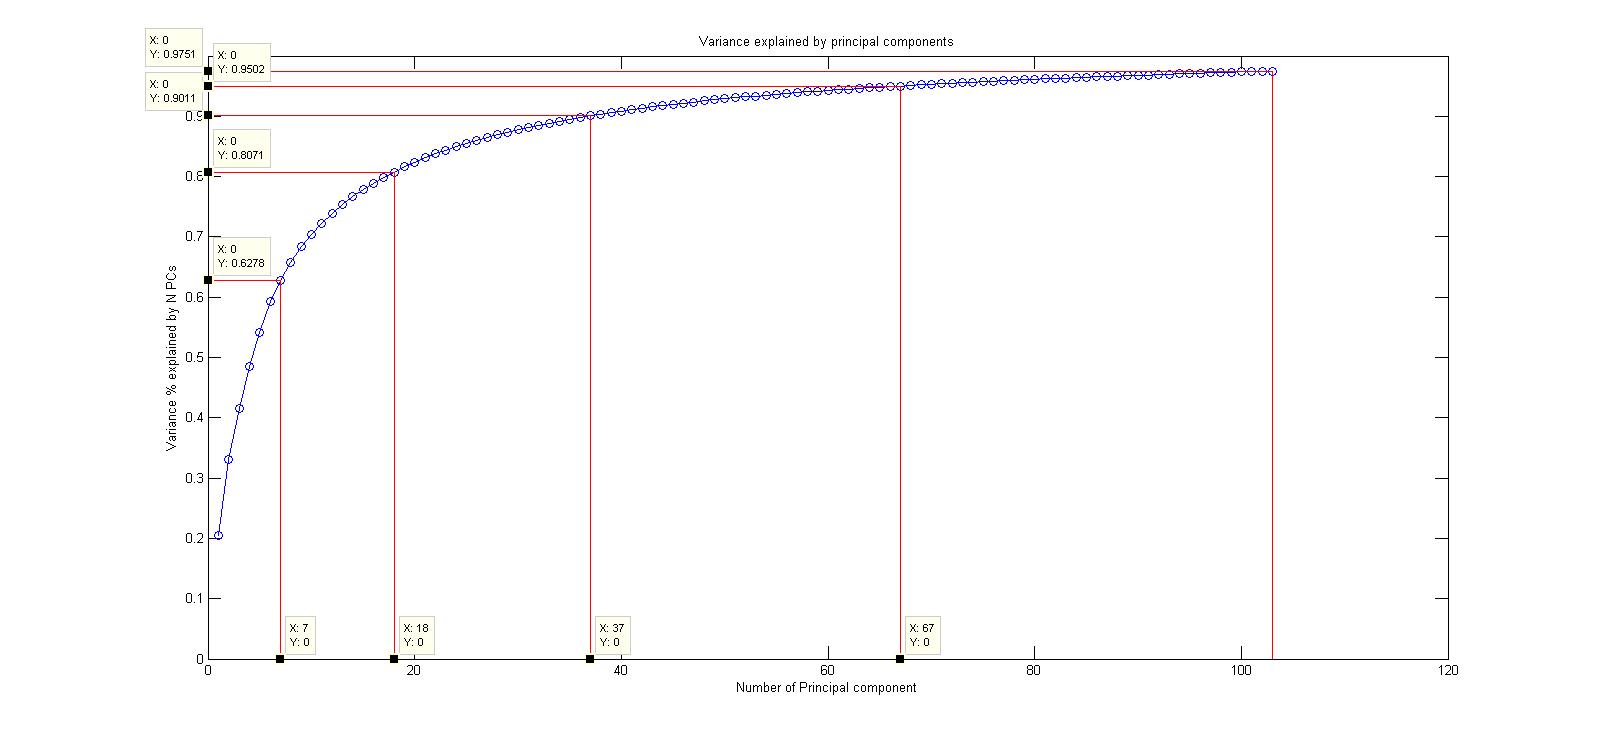 Variance explained by principal components
X: 0
Y: 0.9751
X: 0
Y: 0.9502
X: 0
Y: 0.9011
X: 0
Y: 0.8071
X: 0
Y: 0.6278
0.9
0.8
0.7
0.6
0.5
0.4
0.3
0.2
0.1
0
Variance % explained by N PCs
X: 7
Y: 0
X: 18
Y: 0
X: 37
Y: 0
X: 67
Y: 0
0 20 40 60 80 100 120
Number of Principal component